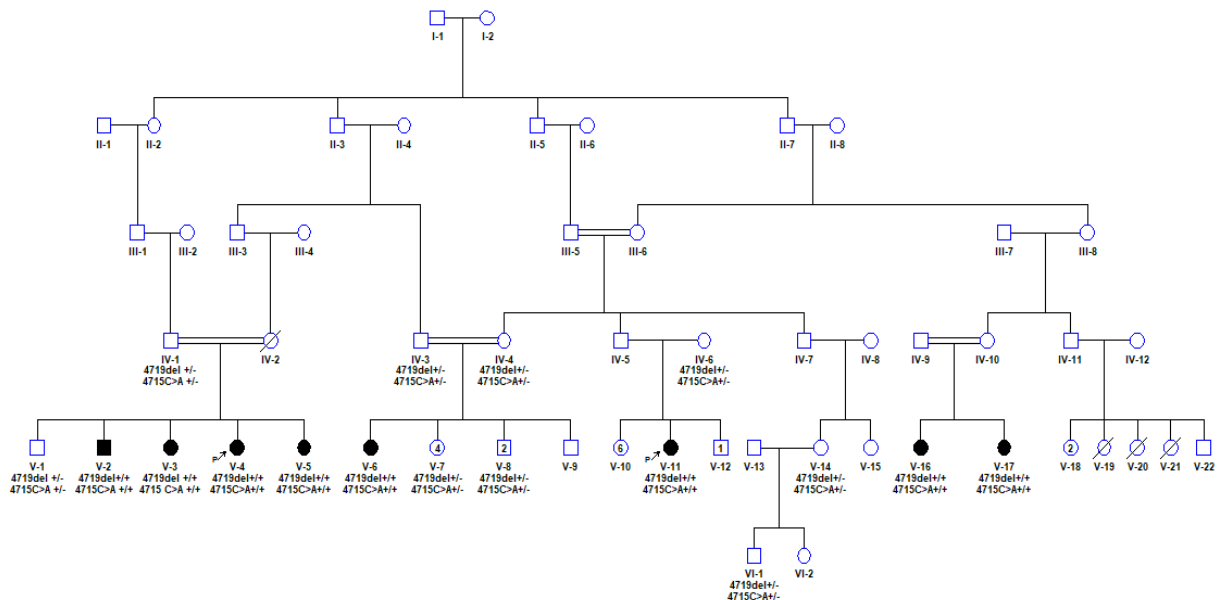 I-1 I-2
II-1 II-2 II-3 II-4 II-5 II-6 II-7 II-8
III-1 III-2 III-3 III-4 III-5 III-6 III-7 III-8
IV-1 IV-2 IV-3 IV-4 IV-5 IV-6 IV-7 IV-8 IV-9 IV-10 IV-11 IV-12
4719del +/- 4719del+/- 4719del+/- 4719del+/-
4715C>A +/- 4715C>A+/- 4715C>A+/- 4715C>A+/-
4 2 6 1 2
P P
V-1 V-2 V-3 V-4 V-5 V-6 V-7 V-8 V-9 V-10 V-11 V-12 V-13 V-14 V-15 V-16 V-17 V-18 V-19 V-20 V-21 V-22
4719del +/- 4719del+/+ 4719del +/+ 4719del+/+ 4719del+/+ 4719del+/+ 4719del+/- 4719del+/- 4719del+/+ 4719del+/- 4719del+/+ 4719del+/+
4715C>A +/- 4715C>A +/+ 4715 C>A +/+ 4715C>A+/+ 4715C>A+/+ 4715C>A+/+ 4715C>A+/- 4715C>A+/- 4715C>A+/+ 4715C>A+/- 4715C>A+/+ 4715C>A+/+
VI-1 VI-2
4719del+/-
4715C>A+/-